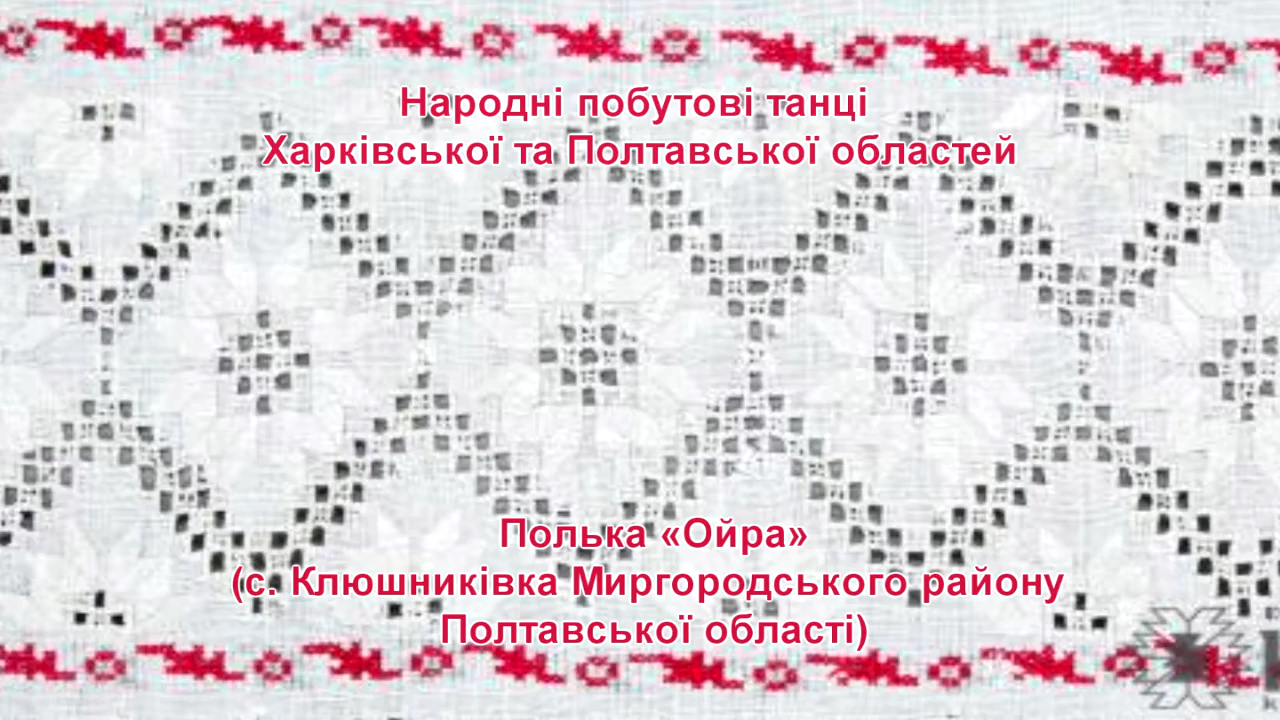 Народні побутові танці
Харківської та Полтавської областей
Полька «Ойра»
(с. Клюшниківка Миргородського району
Полтавської області)